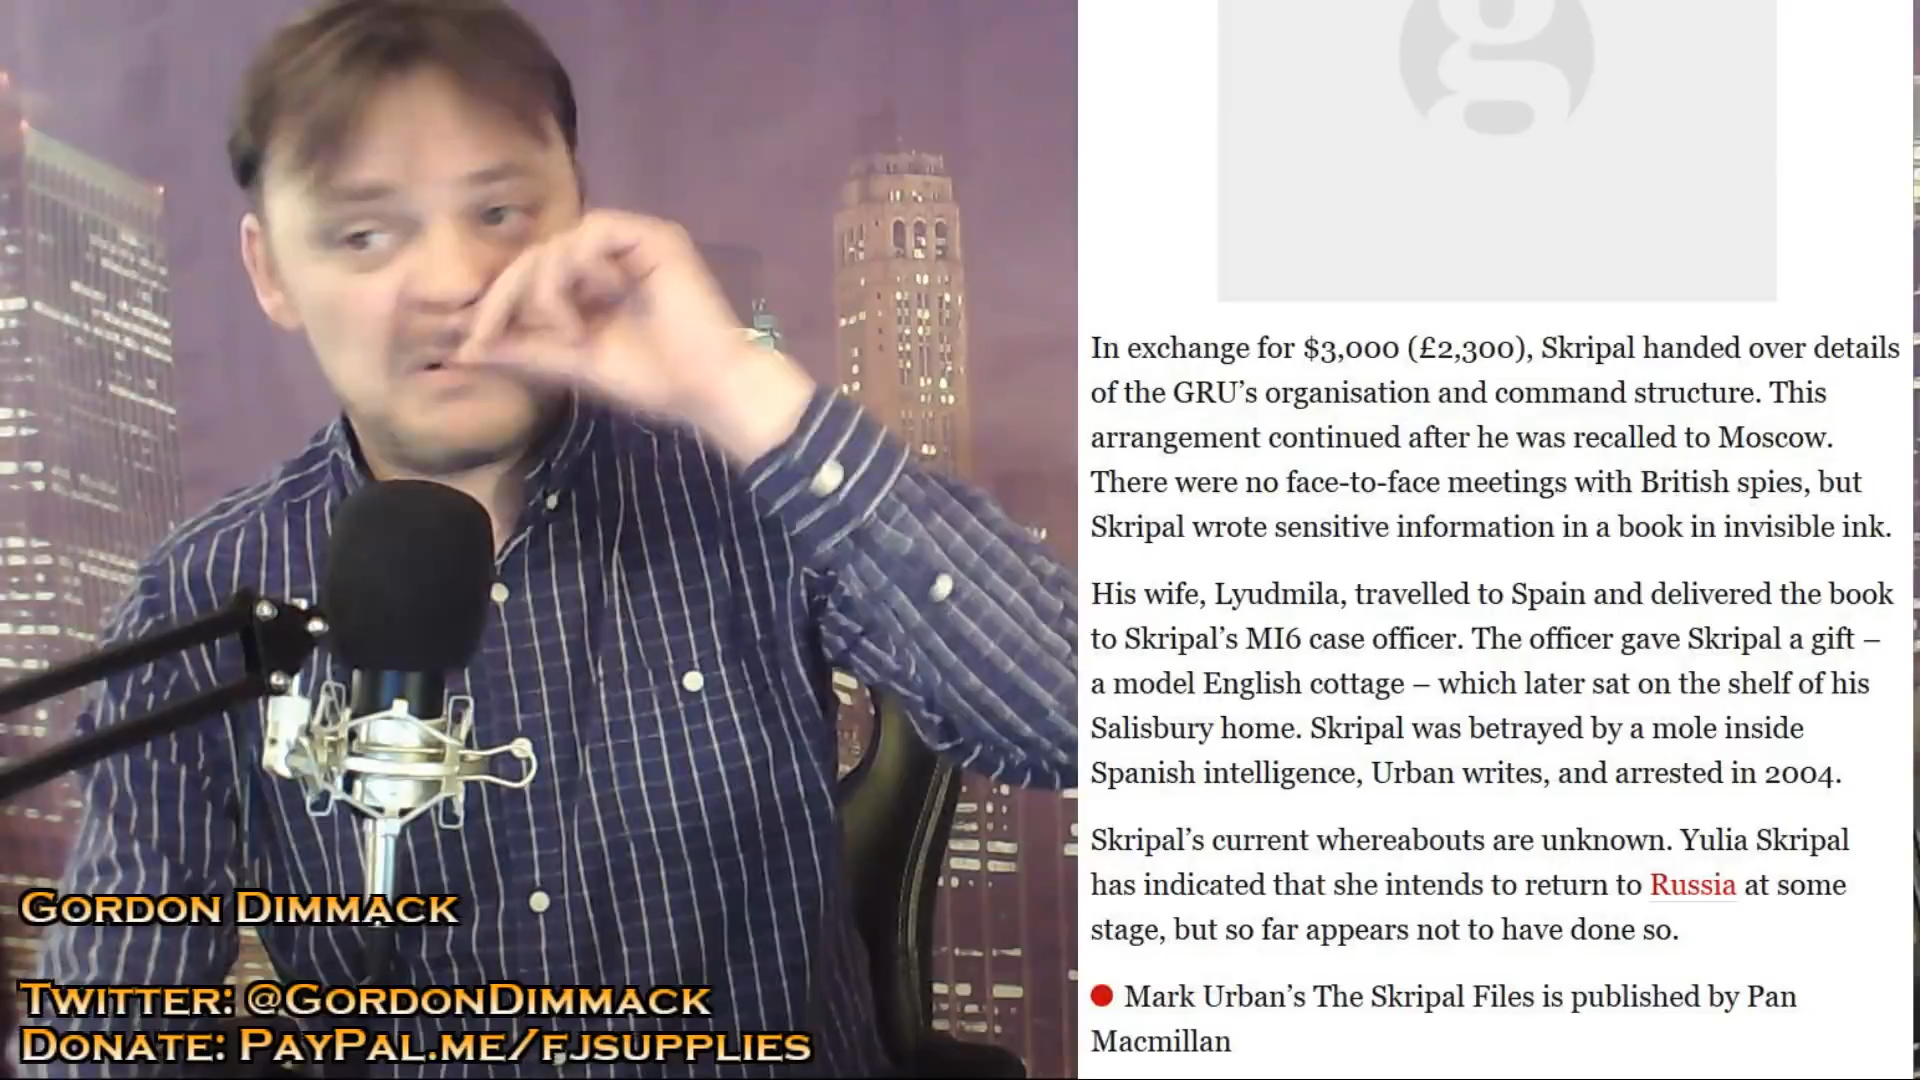 In exchange for $3,000 (£2,300), Skripal handed over details
of the GRU’s organisation and command structure. This
arrangement continued after he was recalled to Moscow.
There were no face-to-face meetings with British spies, but
Skripal wrote sensitive information in a book in invisible ink.
His wife, Lyudmila, travelled to Spain and delivered the book
to Skripal’s MI6 case officer. The officer gave Skripal a gift –
a model English cottage – which later sat on the shelf of his
Salisbury home. Skripal was betrayed by a mole inside
Spanish intelligence, Urban writes, and arrested in 2004.
Skripal’s current whereabouts are unknown. Yulia Skripal
has indicated that she intends to return to Russia at some
stage, but so far appears not to have done so.
Mark Urban’s The Skripal Files is published by Pan
Macmillan
Gordon Dimmack
Twitter: @GordonDimmack
Donate: PayPal.me/fjsupplies